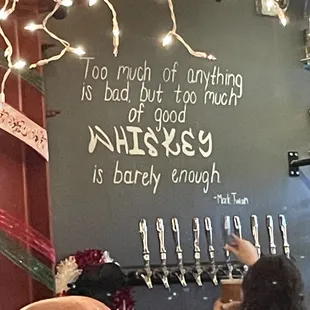 Too much of anything
is bad, but too much
of good
WHISKEY
is barely enough
-Mark Twain